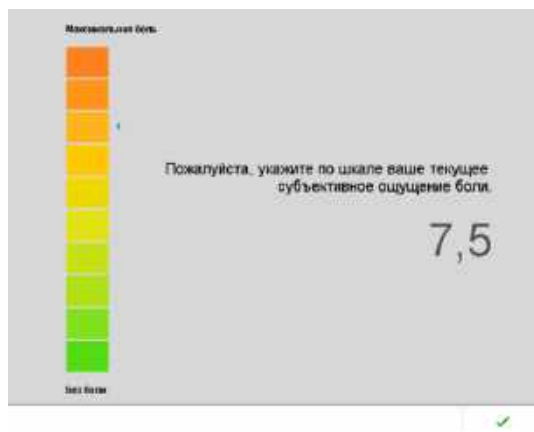 Максимальная боль
Пожалуйста, укажите по шкале ваше текущее
субъективное ощущение боли.
7,5
Без боли